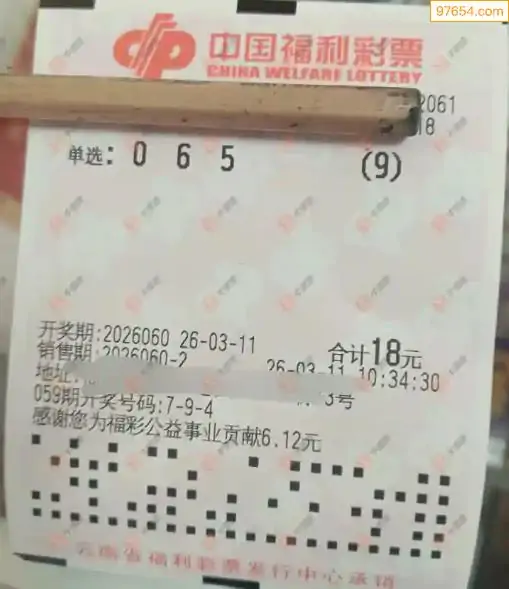 97654.com
中国福利彩票
CHINA WELFARE LOTTERY
2061
18
单选: 0 6 5 (9)
开奖期:2026060 26-03-11 合计18元
销售期:2026060-2 26-03-11 10:34:30
地址: 3号
059期开奖号码:7-9-4
感谢您为福彩公益事业贡献6.12元
云南省福利彩票发行中心承销